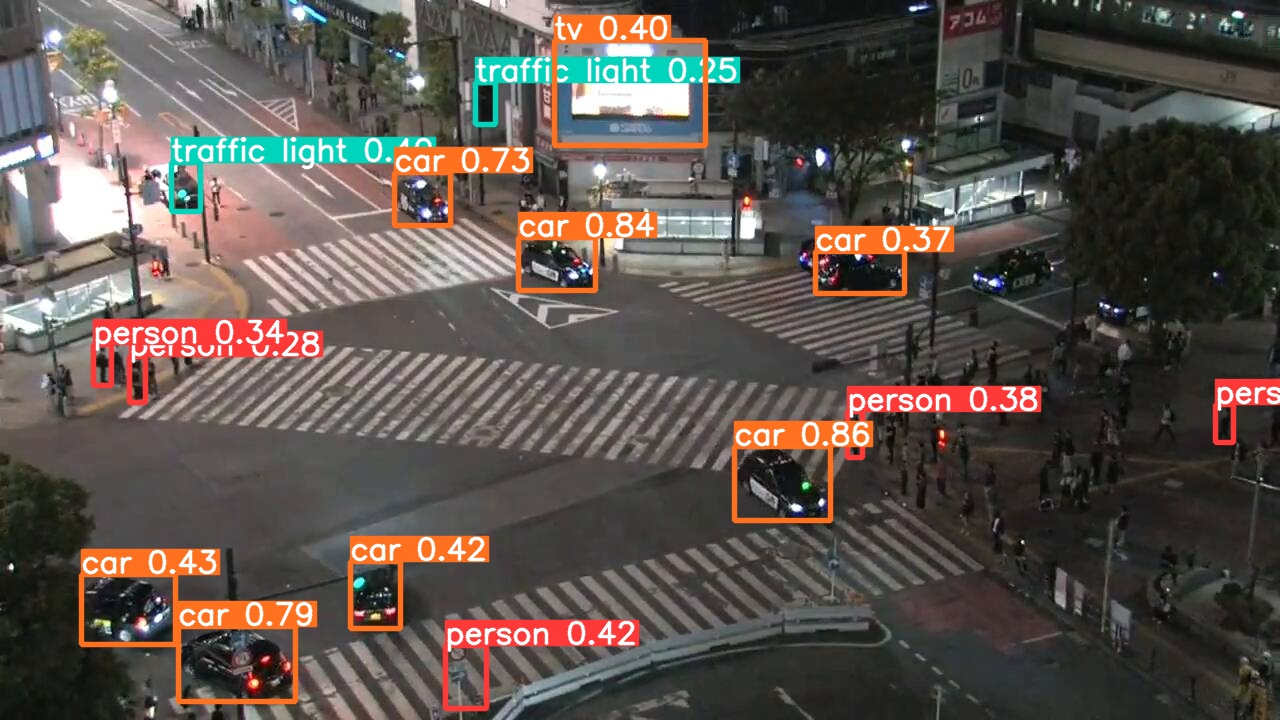 AMERICAN EAGLE
tv 0.40
アコム
traffic light 0.25
traffic light 0.
car 0.73
car 0.84
car 0.37
person 0.34
person 0.28
person 0.38
pers
car 0.86
car 0.43
car 0.42
car 0.79
person 0.42